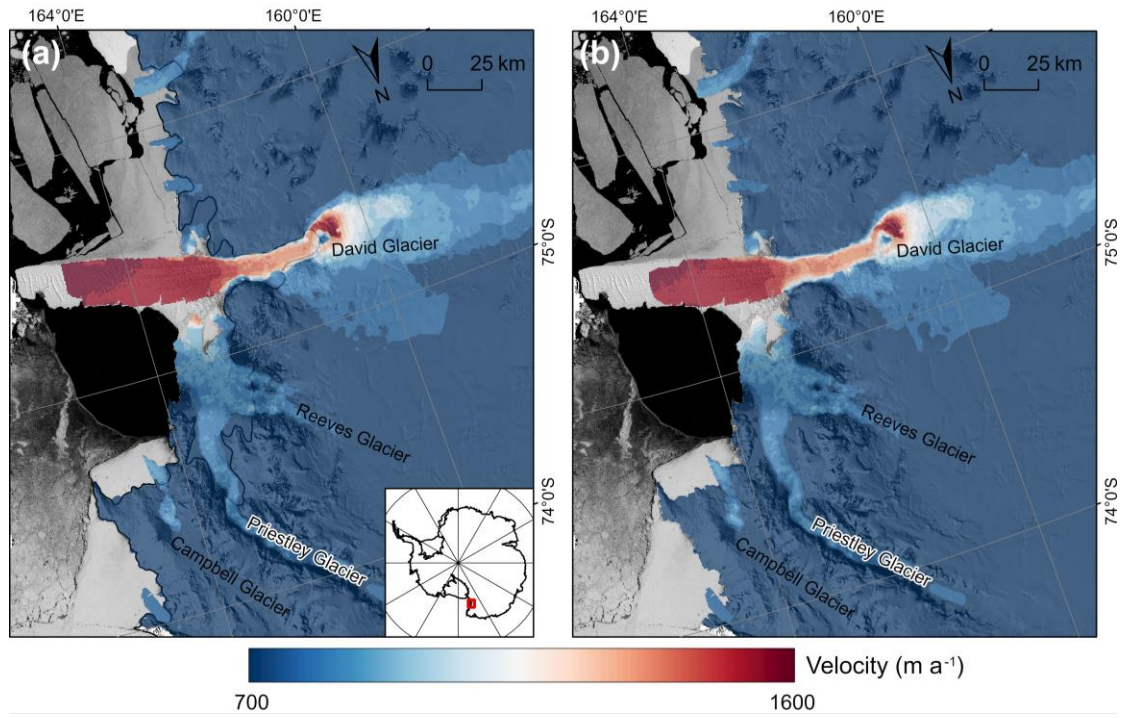 164°0'E
160°0'E
(a)
0 25 km
N
David Glacier
75°0'S
Reeves Glacier
Priestley Glacier
Campbell Glacier
74°0'S
164°0'E
160°0'E
(b)
0 25 km
N
David Glacier
75°0'S
Reeves Glacier
Priestley Glacier
Campbell Glacier
74°0'S
Velocity (m a-1)
700
1600